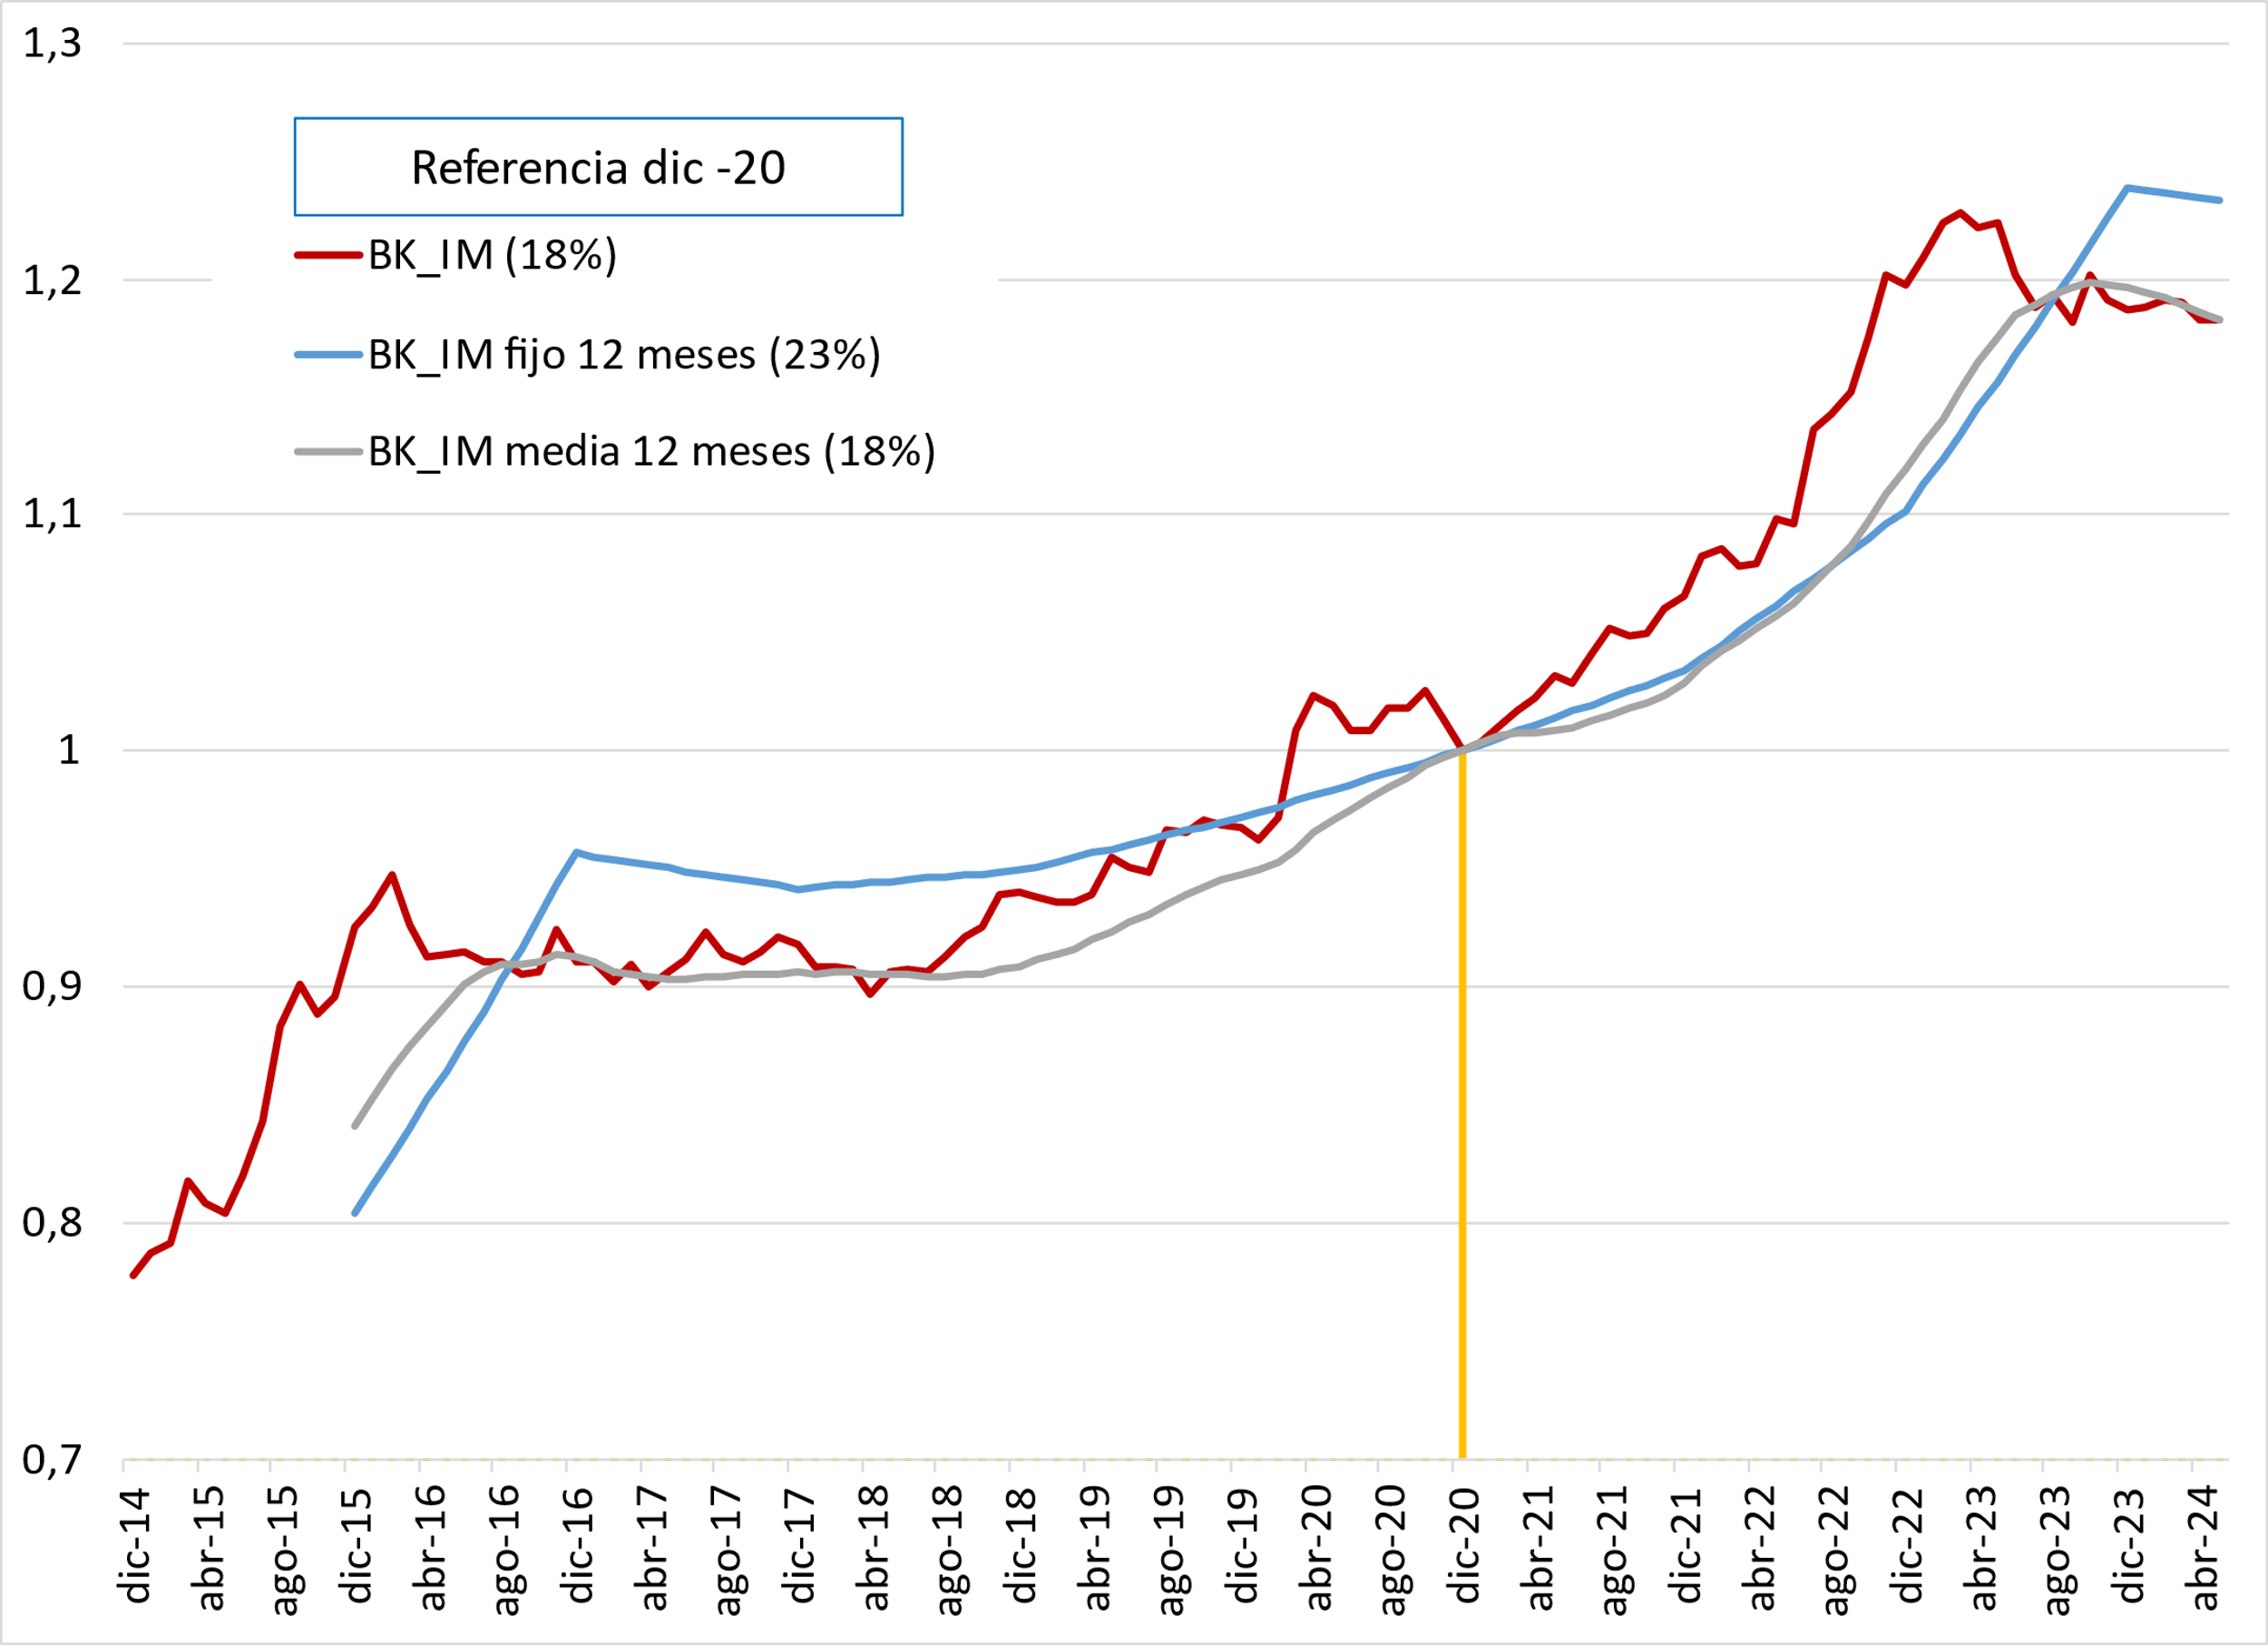 1,3
1,2
1,1
1
0,9
0,8
0,7
Referencia dic -20
BK_IM (18%)
BK_IM fijo 12 meses (23%)
BK_IM media 12 meses (18%)
dic-14
abr-15
ago-15
dic-15
abr-16
ago-16
dic-16
abr-17
ago-17
dic-17
abr-18
ago-18
dic-18
abr-19
ago-19
dic-19
abr-20
ago-20
dic-20
abr-21
ago-21
dic-21
abr-22
ago-22
dic-22
abr-23
ago-23
dic-23
abr-24